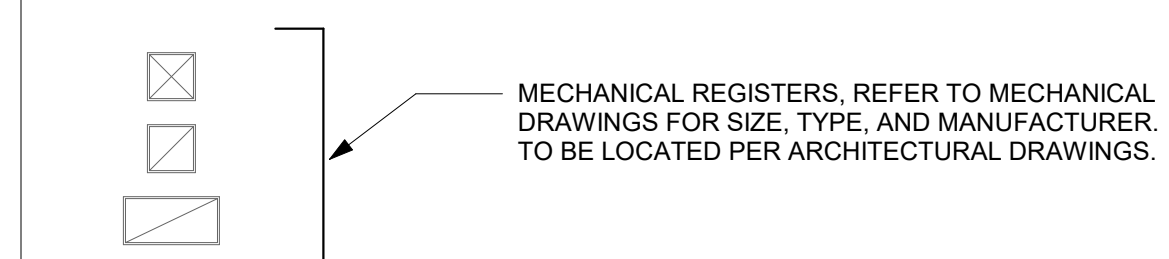 MECHANICAL REGISTERS, REFER TO MECHANICAL
DRAWINGS FOR SIZE, TYPE, AND MANUFACTURER.
TO BE LOCATED PER ARCHITECTURAL DRAWINGS.